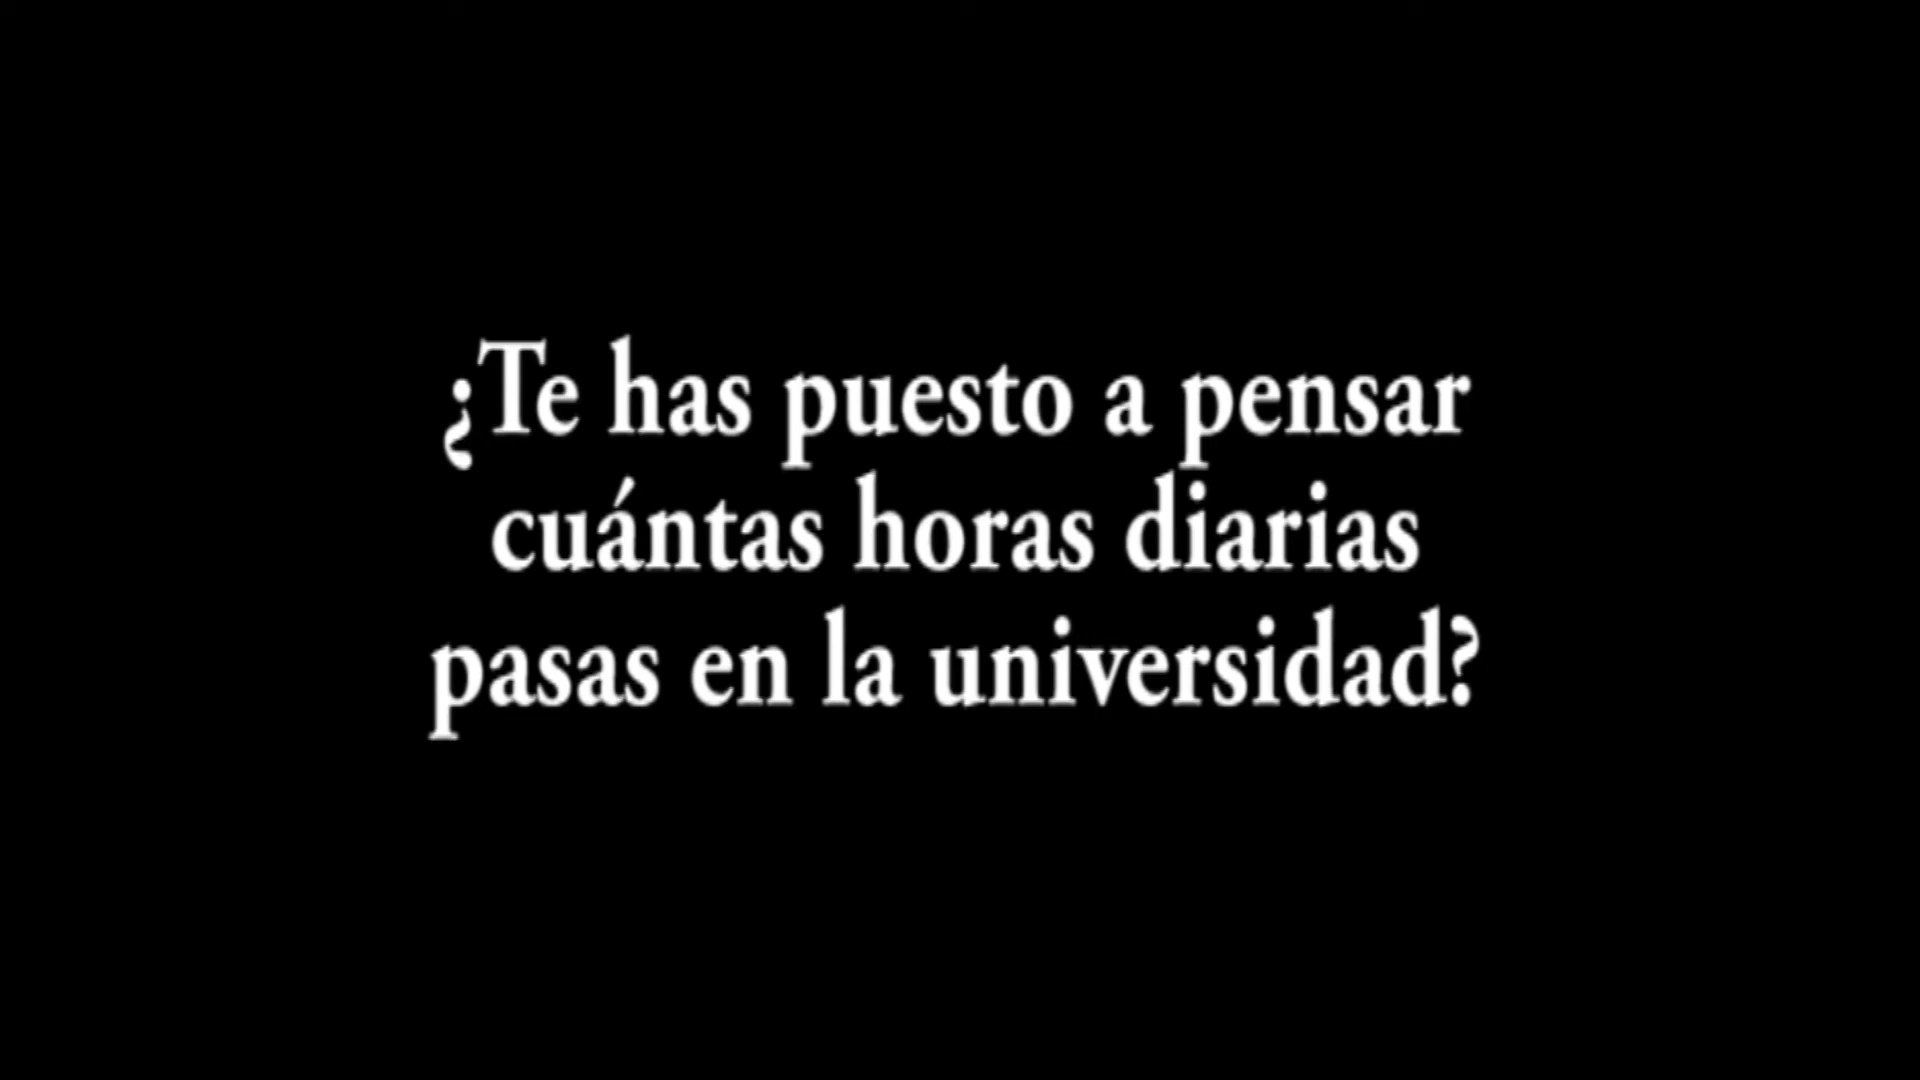 ¿Te has puesto a pensar
cuántas horas diarias
pasas en la universidad?